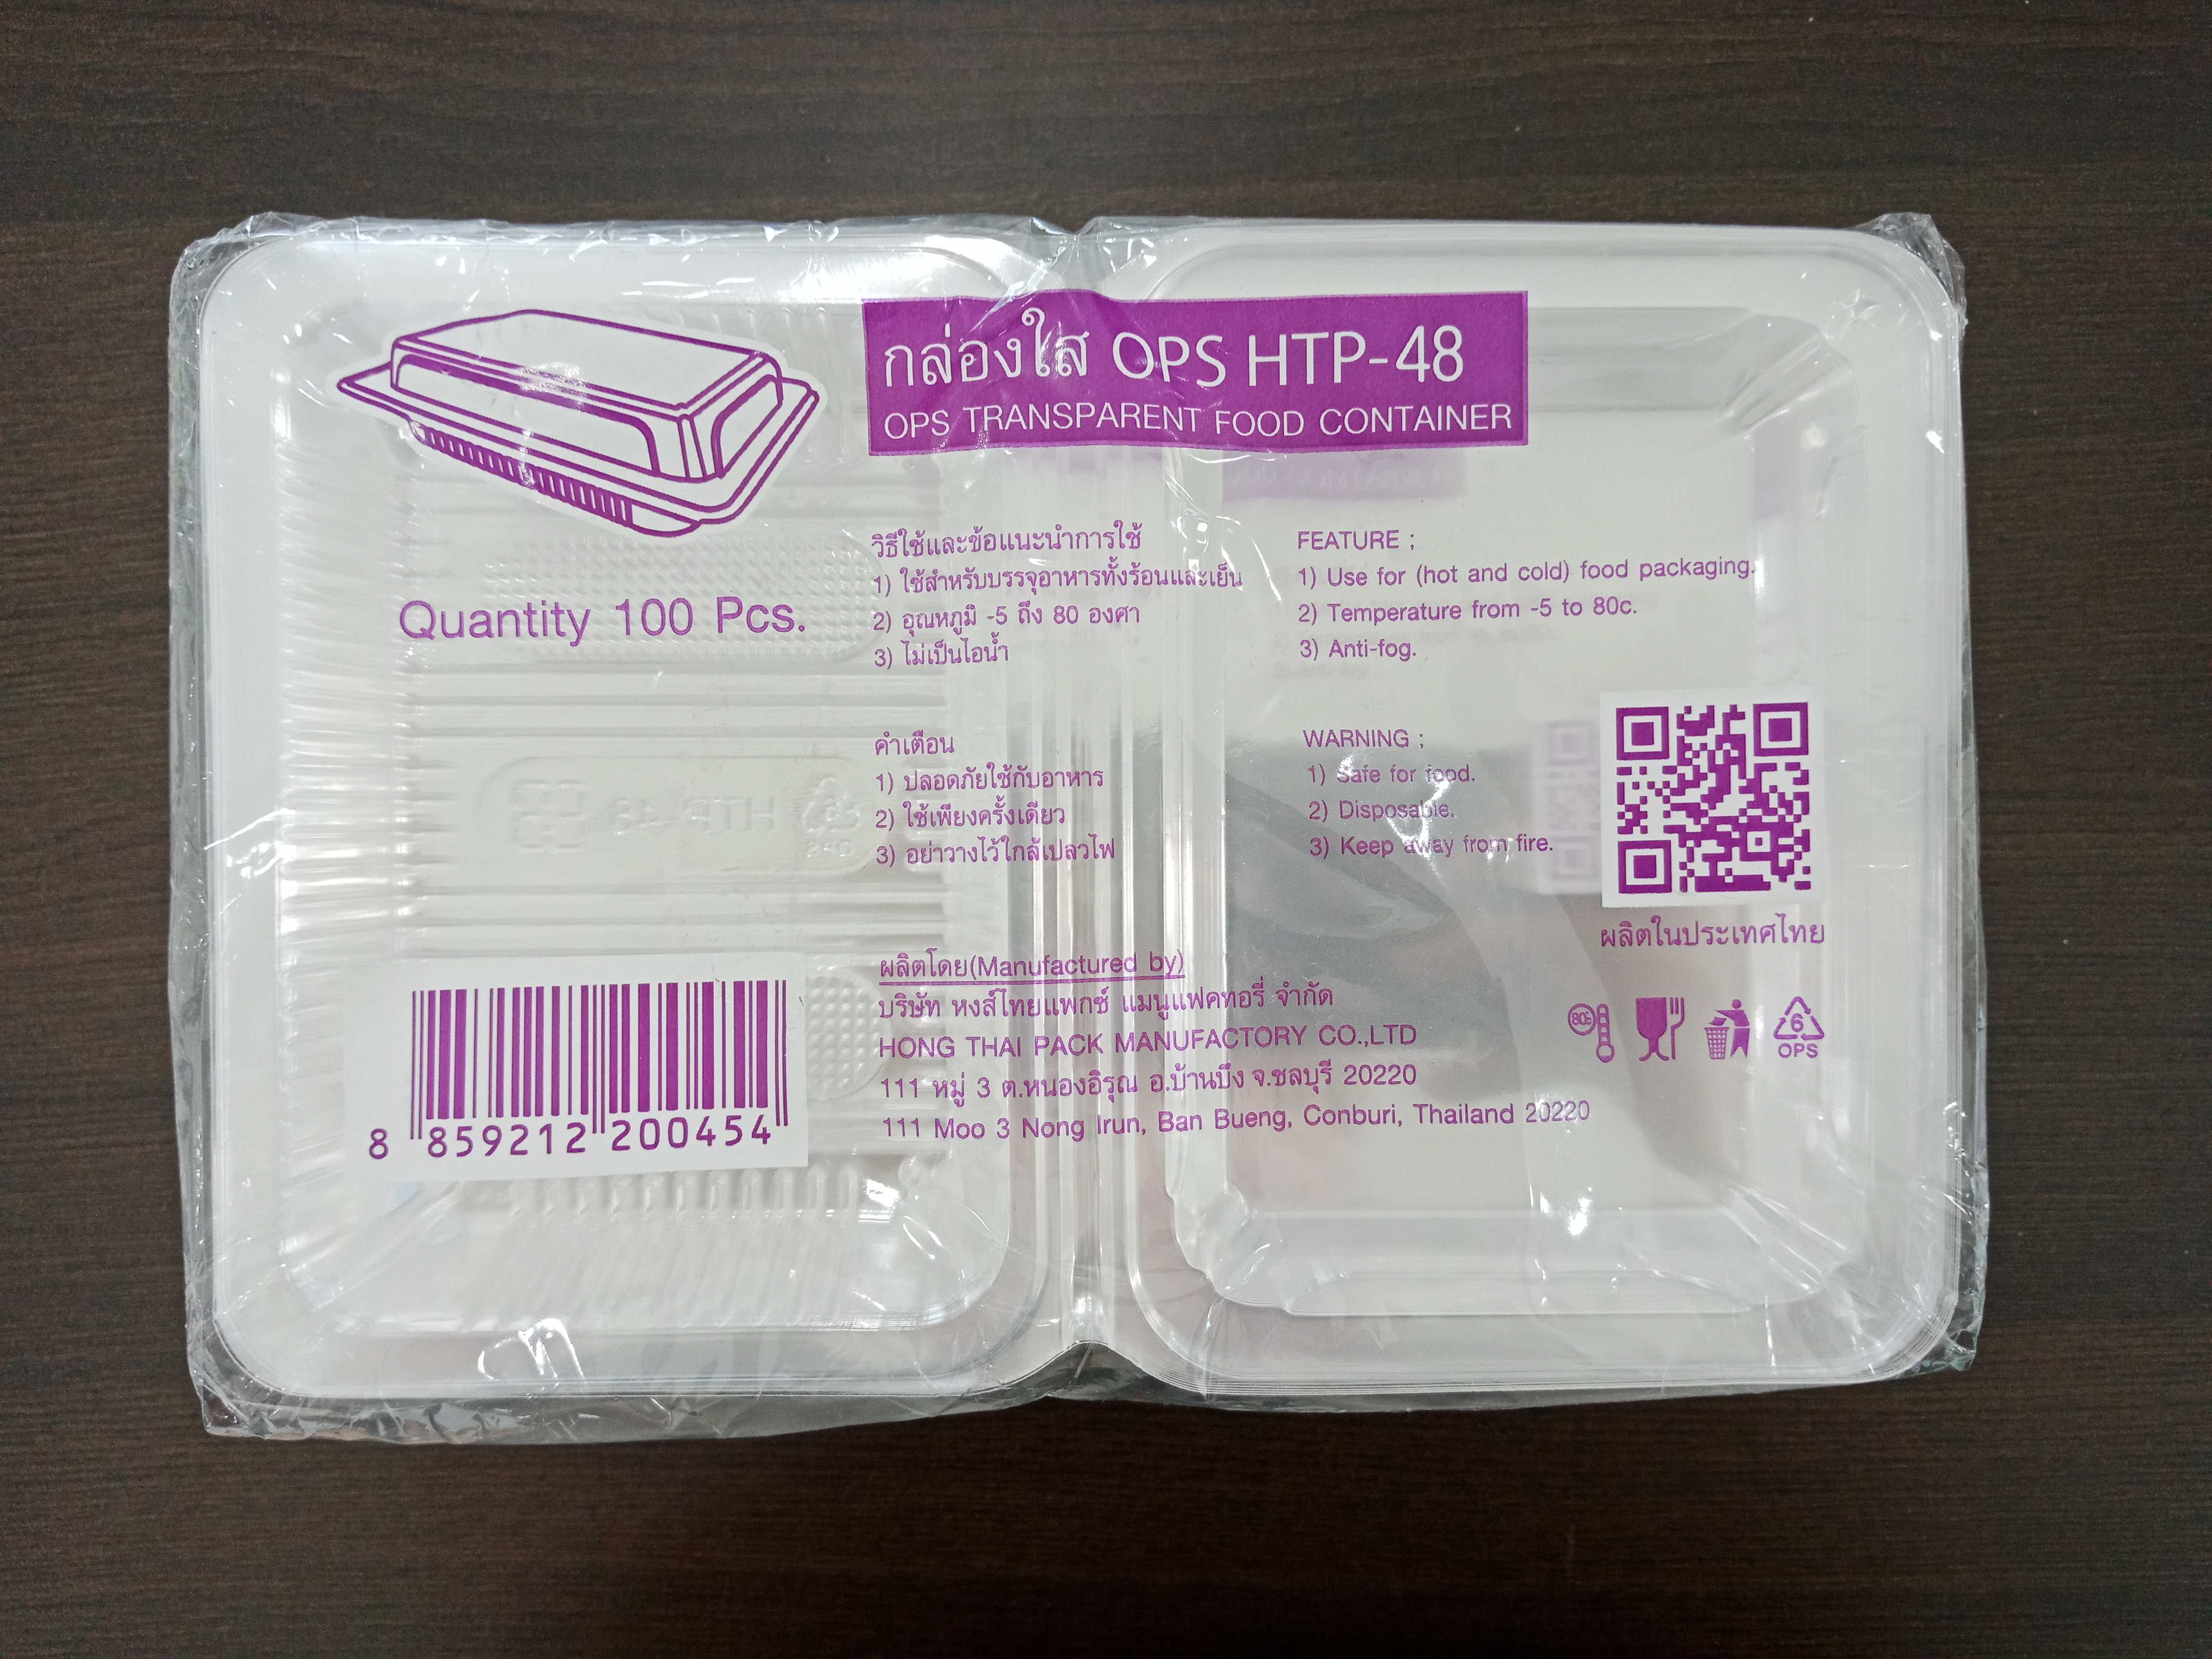 กล่องใส OPS HTP-48
OPS TRANSPARENT FOOD CONTAINER
Quantity 100 Pcs.
วิธีใช้และข้อแนะนำการใช้
1) ใช้สำหรับบรรจุอาหารทั้งร้อนและเย็น
2) อุณหภูมิ -5 ถึง 80 องศา
3) ไม่เป็นไอน้ำ
FEATURE ;
1) Use for (hot and cold) food packaging.
2) Temperature from -5 to 80c.
3) Anti-fog.
คำเตือน
1) ปลอดภัยใช้กับอาหาร
2) ใช้เพียงครั้งเดียว
3) อย่าวางไว้ใกล้เปลวไฟ
WARNING ;
1) Safe for food.
2) Disposable.
3) Keep away from fire.
ผลิตในประเทศไทย
ผลิตโดย(Manufactured by)
บริษัท หงส์ไทยแพกซ์ แมนูแฟคทอรี่ จำกัด
HONG THAI PACK MANUFACTORY CO.,LTD
111 หมู่ 3 ต.หนองอิรุณ อ.บ้านบึง จ.ชลบุรี 20220
111 Moo 3 Nong Irun, Ban Bueng, Conburi, Thailand 20220
6
OPS
8 859212 200454
HTP-48